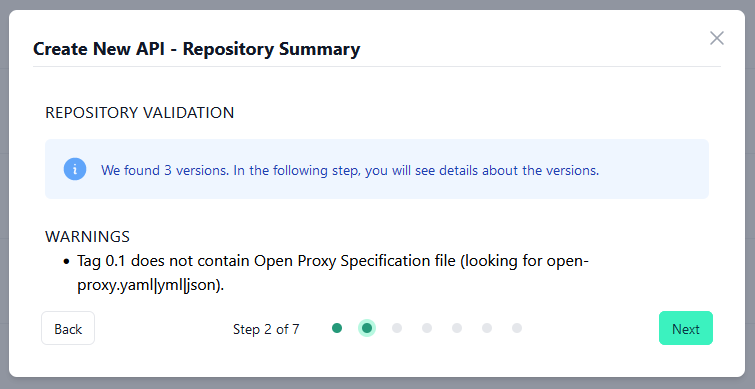 Create New API - Repository Summary
REPOSITORY VALIDATION
i
We found 3 versions. In the following step, you will see details about the versions.
WARNINGS
• Tag 0.1 does not contain Open Proxy Specification file (looking for open-
proxy.yaml|yml|json).
Back
Step 2 of 7
Next